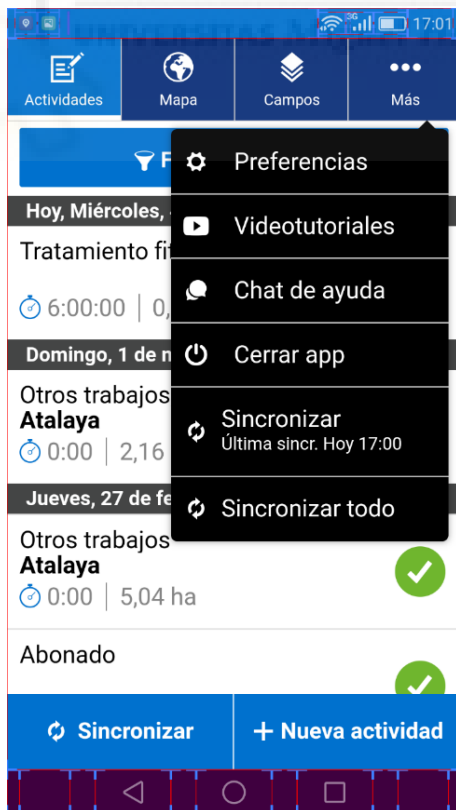 17:01
Actividades
Mapa
Campos
Más
Preferencias
Hoy, Miércoles,
Videotutoriales
Tratamiento
Chat de ayuda
6:00:00 | 0,
Domingo, 1 de
Cerrar app
Otros trabajos
Atalaya
0:00 | 2,16
Sincronizar
Última sincr. Hoy 17:00
Jueves, 27 de
Sincronizar todo
Otros trabajos
Atalaya
0:00 | 5,04 ha
Abonado
Sincronizar
+ Nueva actividad